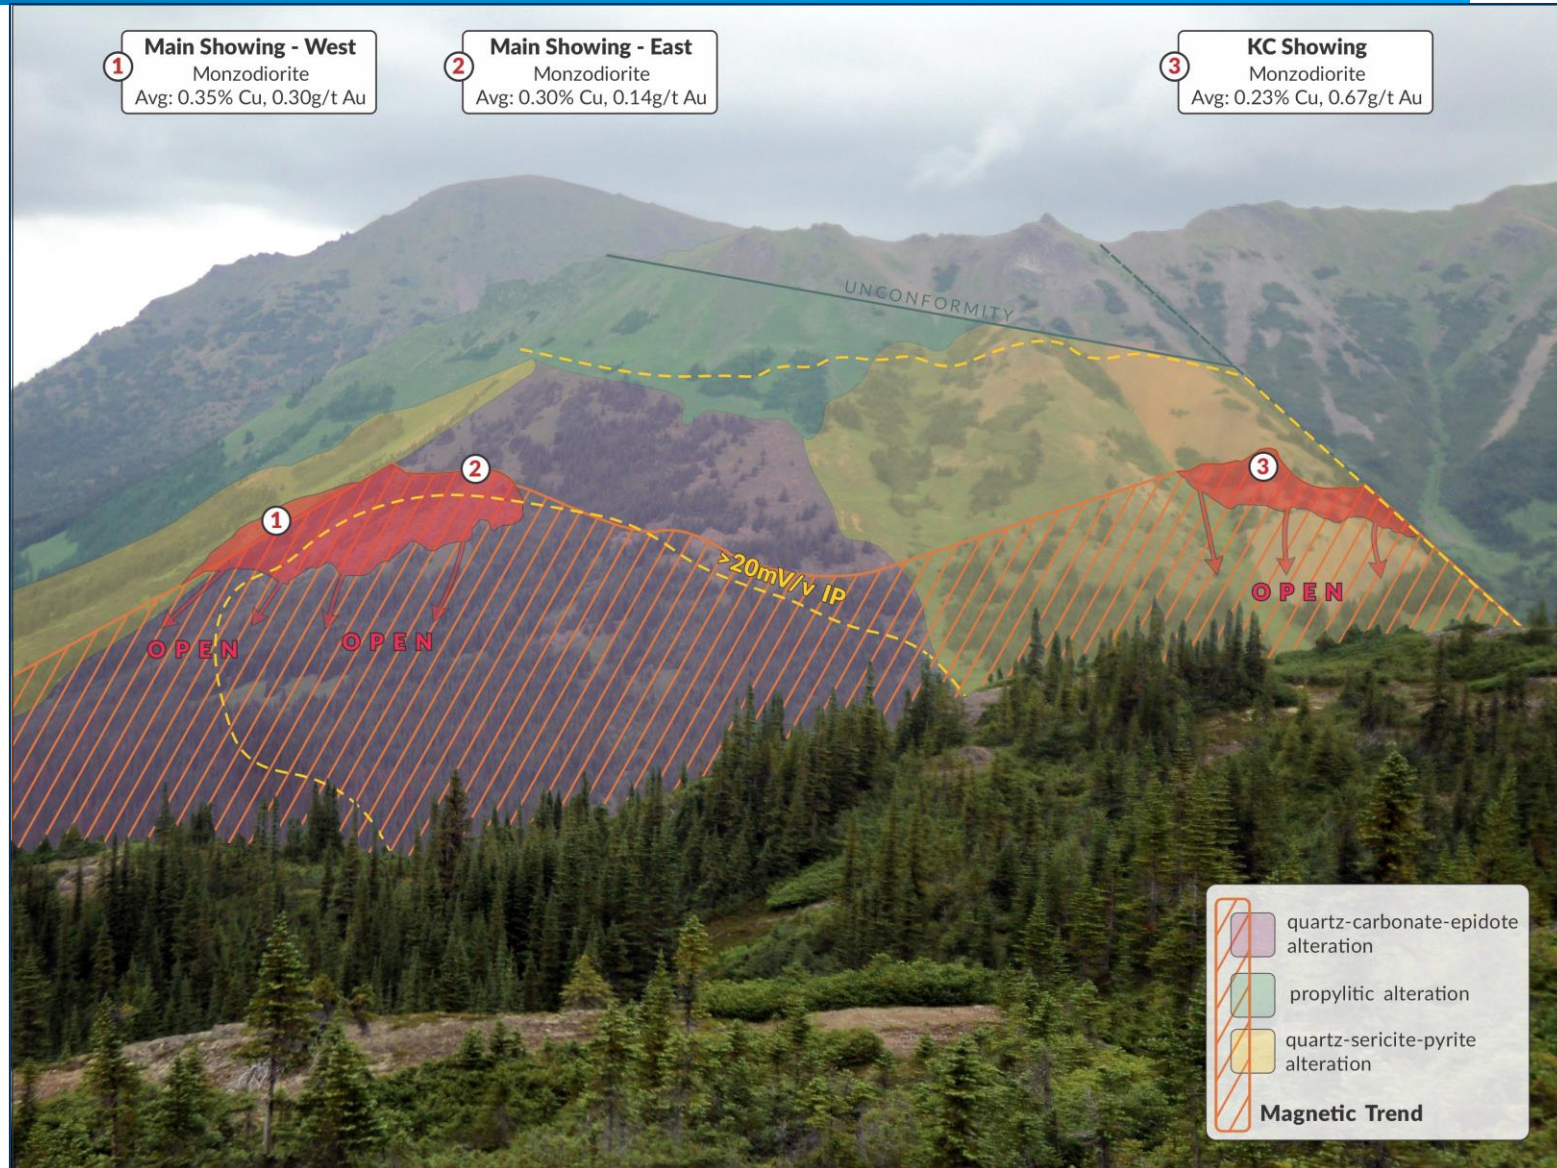 1
Main Showing - West
Monzodiorite
Avg: 0.35% Cu, 0.30g/t Au
2
Main Showing - East
Monzodiorite
Avg: 0.30% Cu, 0.14g/t Au
3
KC Showing
Monzodiorite
Avg: 0.23% Cu, 0.67g/t Au
UNCONFORMITY
1
2
3
>20mV/v IP
OPEN
OPEN
OPEN
quartz-carbonate-epidote
alteration
propylitic alteration
quartz-sericite-pyrite
alteration
Magnetic Trend